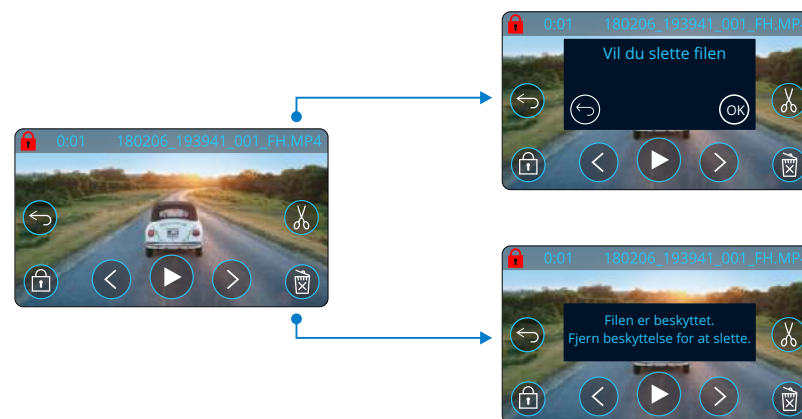 0:01 180206_193941_001_FH.MP4
Vil du slette filen
OK
0:01 180206_193941_001_FH.MP4
0:01 180206_193941_001_FH.MP
Filen er beskyttet.
Fjern beskyttelse for at slette.